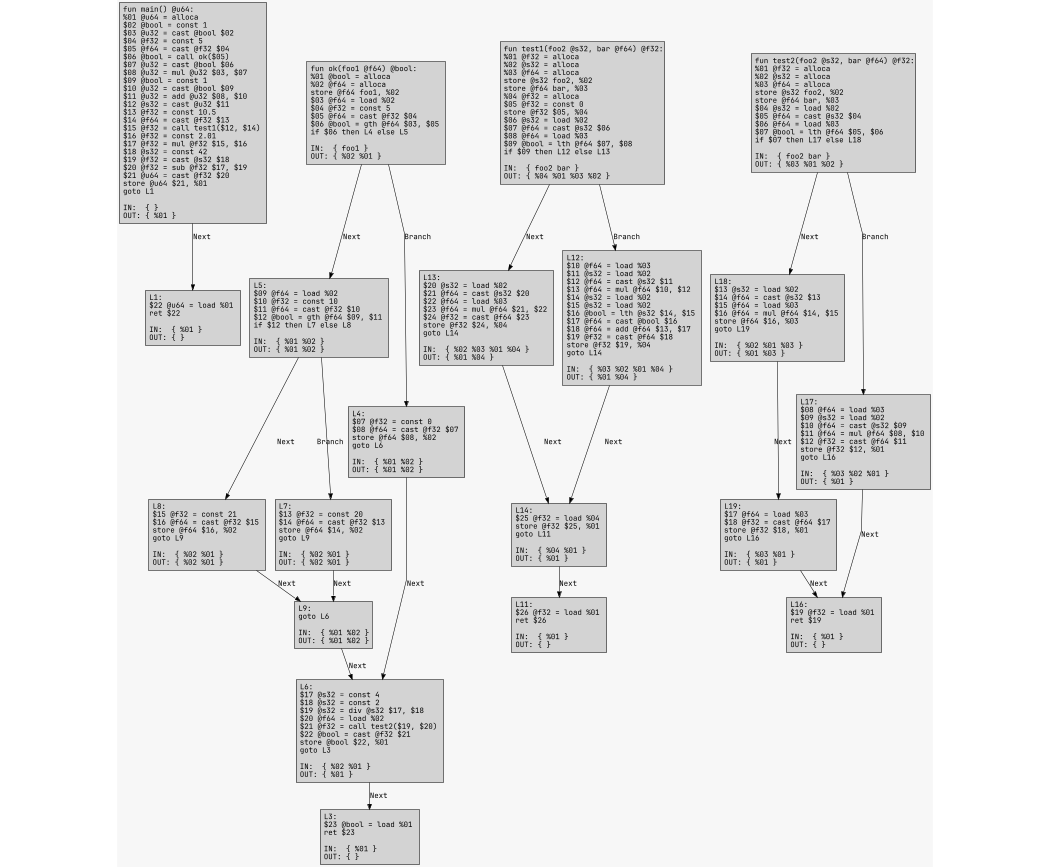 fun main() @u64:
%01 @u64 = alloca
$02 @bool = const 1
$03 @u32 = cast @bool $02
$04 @f32 = const 5
$05 @f64 = cast @f32 $04
$06 @bool = call ok($05)
$07 @u32 = cast @bool $06
$08 @u32 = mul @u32 $03, $07
$09 @bool = const 1
$10 @u32 = cast @bool $09
$11 @u32 = add @u32 $08, $10
$12 @s32 = cast @u32 $11
$13 @f32 = const 10.5
$14 @f64 = cast @f32 $13
$15 @f32 = call test1($12, $14)
$16 @f32 = const 2.01
$17 @f32 = mul @f32 $15, $16
$18 @s32 = const 42
$19 @f32 = cast @s32 $18
$20 @f32 = sub @f32 $17, $19
$21 @u64 = cast @f32 $20
store @u64 $21, %01
goto L1
IN:  { }
OUT: { %01 }
Next
L1:
$22 @u64 = load %01
ret $22
IN:  { %01 }
OUT: { }
fun ok(foo1 @f64) @bool:
%01 @bool = alloca
%02 @f64 = alloca
store @f64 foo1, %02
$03 @f64 = load %02
$04 @f32 = const 5
$05 @f64 = cast @f32 $04
$06 @bool = gth @f64 $03, $05
if $06 then L4 else L5
IN:  { foo1 }
OUT: { %02 %01 }
Next
Branch
L5:
$09 @f64 = load %02
$10 @f32 = const 10
$11 @f64 = cast @f32 $10
$12 @bool = gth @f64 $09, $11
if $12 then L7 else L8
IN:  { %01 %02 }
OUT: { %01 %02 }
Next
Branch
L4:
$07 @f32 = const 0
$08 @f64 = cast @f32 $07
store @f64 $08, %02
goto L6
IN:  { %01 %02 }
OUT: { %01 %02 }
L8:
$15 @f32 = const 21
$16 @f64 = cast @f32 $15
store @f64 $16, %02
goto L9
IN:  { %02 %01 }
OUT: { %02 %01 }
L7:
$13 @f32 = const 20
$14 @f64 = cast @f32 $13
store @f64 $14, %02
goto L9
IN:  { %02 %01 }
OUT: { %02 %01 }
Next
Next
Next
L9:
goto L6
IN:  { %01 %02 }
OUT: { %01 %02 }
Next
L6:
$17 @s32 = const 4
$18 @s32 = const 2
$19 @s32 = div @s32 $17, $18
$20 @f64 = load %02
$21 @f32 = call test2($19, $20)
$22 @bool = cast @f32 $21
store @bool $22, %01
goto L3
IN:  { %02 %01 }
OUT: { %01 }
Next
L3:
$23 @bool = load %01
ret $23
IN:  { %01 }
OUT: { }
fun test1(foo2 @s32, bar @f64) @f32:
%01 @f32 = alloca
%02 @s32 = alloca
%03 @f64 = alloca
store @s32 foo2, %02
store @f64 bar, %03
%04 @f32 = alloca
$05 @f32 = const 0
store @f32 $05, %04
$06 @s32 = load %02
$07 @f64 = cast @s32 $06
$08 @f64 = load %03
$09 @bool = lth @f64 $07, $08
if $09 then L12 else L13
IN:  { foo2 bar }
OUT: { %04 %01 %03 %02 }
Next
Branch
L13:
$20 @s32 = load %02
$21 @f64 = cast @s32 $20
$22 @f64 = load %03
$23 @f64 = mul @f64 $21, $22
$24 @f32 = cast @f64 $23
store @f32 $24, %04
goto L14
IN:  { %02 %03 %01 %04 }
OUT: { %01 %04 }
L12:
$10 @f64 = load %03
$11 @s32 = load %02
$12 @f64 = cast @s32 $11
$13 @f64 = mul @f64 $10, $12
$14 @s32 = load %02
$15 @s32 = load %02
$16 @bool = lth @s32 $14, $15
$17 @f64 = cast @bool $16
$18 @f64 = add @f64 $13, $17
$19 @f32 = cast @f64 $18
store @f32 $19, %04
goto L14
IN:  { %03 %02 %01 %04 }
OUT: { %01 %04 }
Next
Next
L14:
$25 @f32 = load %04
store @f32 $25, %01
goto L11
IN:  { %04 %01 }
OUT: { %01 }
Next
L11:
$26 @f32 = load %01
ret $26
IN:  { %01 }
OUT: { }
fun test2(foo2 @s32, bar @f64) @f32:
%01 @f32 = alloca
%02 @s32 = alloca
%03 @f64 = alloca
store @s32 foo2, %02
store @f64 bar, %03
$04 @s32 = load %02
$05 @f64 = cast @s32 $04
$06 @f64 = load %03
$07 @bool = lth @f64 $05, $06
if $07 then L17 else L18
IN:  { foo2 bar }
OUT: { %03 %01 %02 }
Next
Branch
L18:
$13 @s32 = load %02
$14 @f64 = cast @s32 $13
$15 @f64 = load %03
$16 @f64 = mul @f64 $14, $15
store @f64 $16, %03
goto L19
IN:  { %02 %01 %03 }
OUT: { %01 %03 }
L17:
$08 @f64 = load %03
$09 @s32 = load %02
$10 @f64 = cast @s32 $09
$11 @f64 = mul @f64 $08, $10
$12 @f32 = cast @f64 $11
store @f32 $12, %01
goto L16
IN:  { %03 %02 %01 }
OUT: { %01 }
Next
L19:
$17 @f64 = load %03
$18 @f32 = cast @f64 $17
store @f32 $18, %01
goto L16
IN:  { %03 %01 }
OUT: { %01 }
Next
Next
L16:
$19 @f32 = load %01
ret $19
IN:  { %01 }
OUT: { }